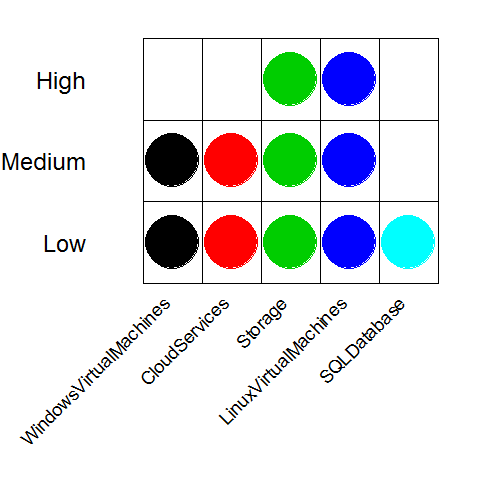 High
Medium
Low
WindowsVirtualMachines
CloudServices
Storage
LinuxVirtualMachines
SQLDatabase